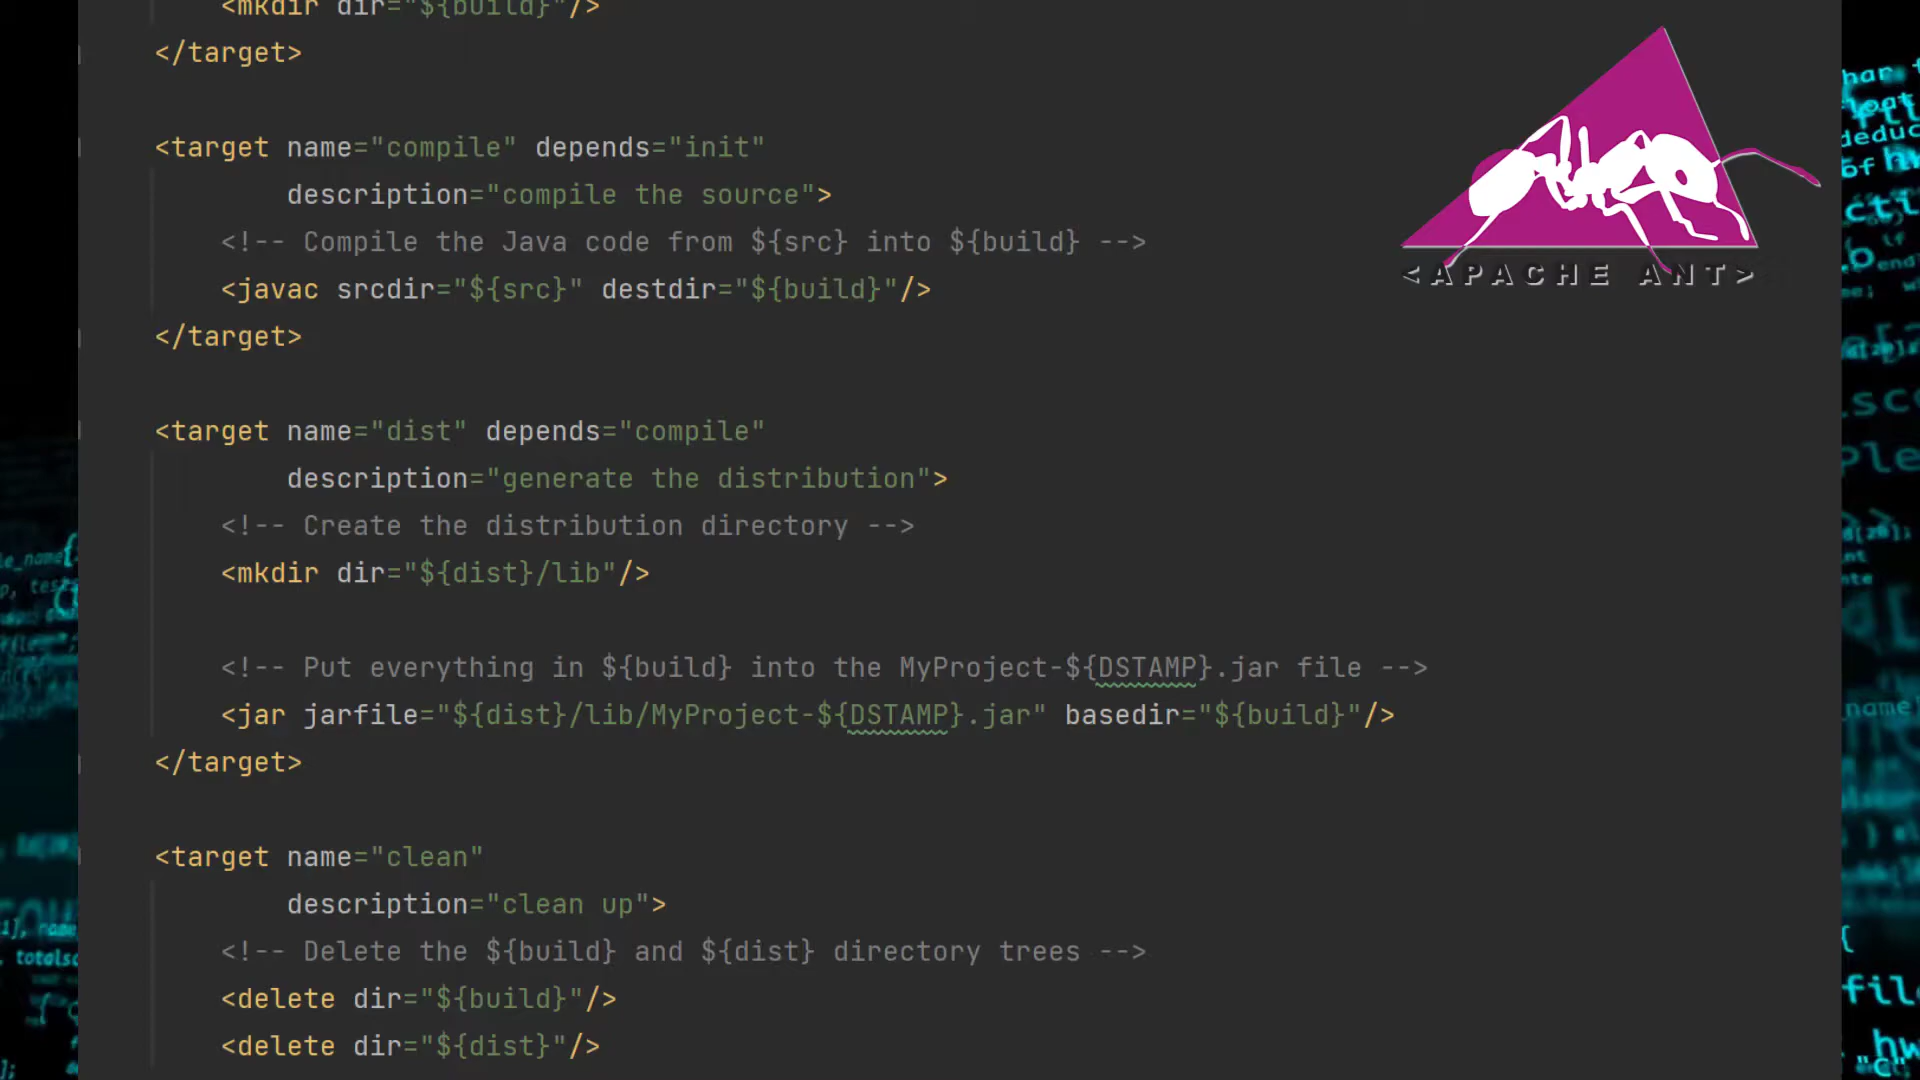 <mkdir dir="${build}"/>
</target>
<target name="compile" depends="init"
description="compile the source">
<!-- Compile the Java code from ${src} into ${build} -->
<javac srcdir="${src}" destdir="${build}"/>
</target>
<target name="dist" depends="compile"
description="generate the distribution">
<!-- Create the distribution directory -->
<mkdir dir="${dist}/lib"/>
<!-- Put everything in ${build} into the MyProject-${DSTAMP}.jar file -->
<jar jarfile="${dist}/lib/MyProject-${DSTAMP}.jar" basedir="${build}"/>
</target>
<target name="clean"
description="clean up">
<!-- Delete the ${build} and ${dist} directory trees -->
<delete dir="${build}"/>
<delete dir="${dist}"/>
<APACHE ANT>